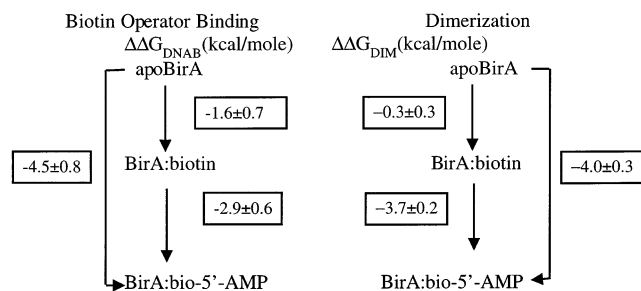 Biotin Operator Binding
ΔΔG_DNAB(kcal/mole)
apoBirA
-1.6±0.7
-4.5±0.8
BirA:biotin
-2.9±0.6
BirA:bio-5’-AMP
Dimerization
ΔΔG_DIM(kcal/mole)
apoBirA
−0.3±0.3
BirA:biotin
−4.0±0.3
−3.7±0.2
BirA:bio-5’-AMP